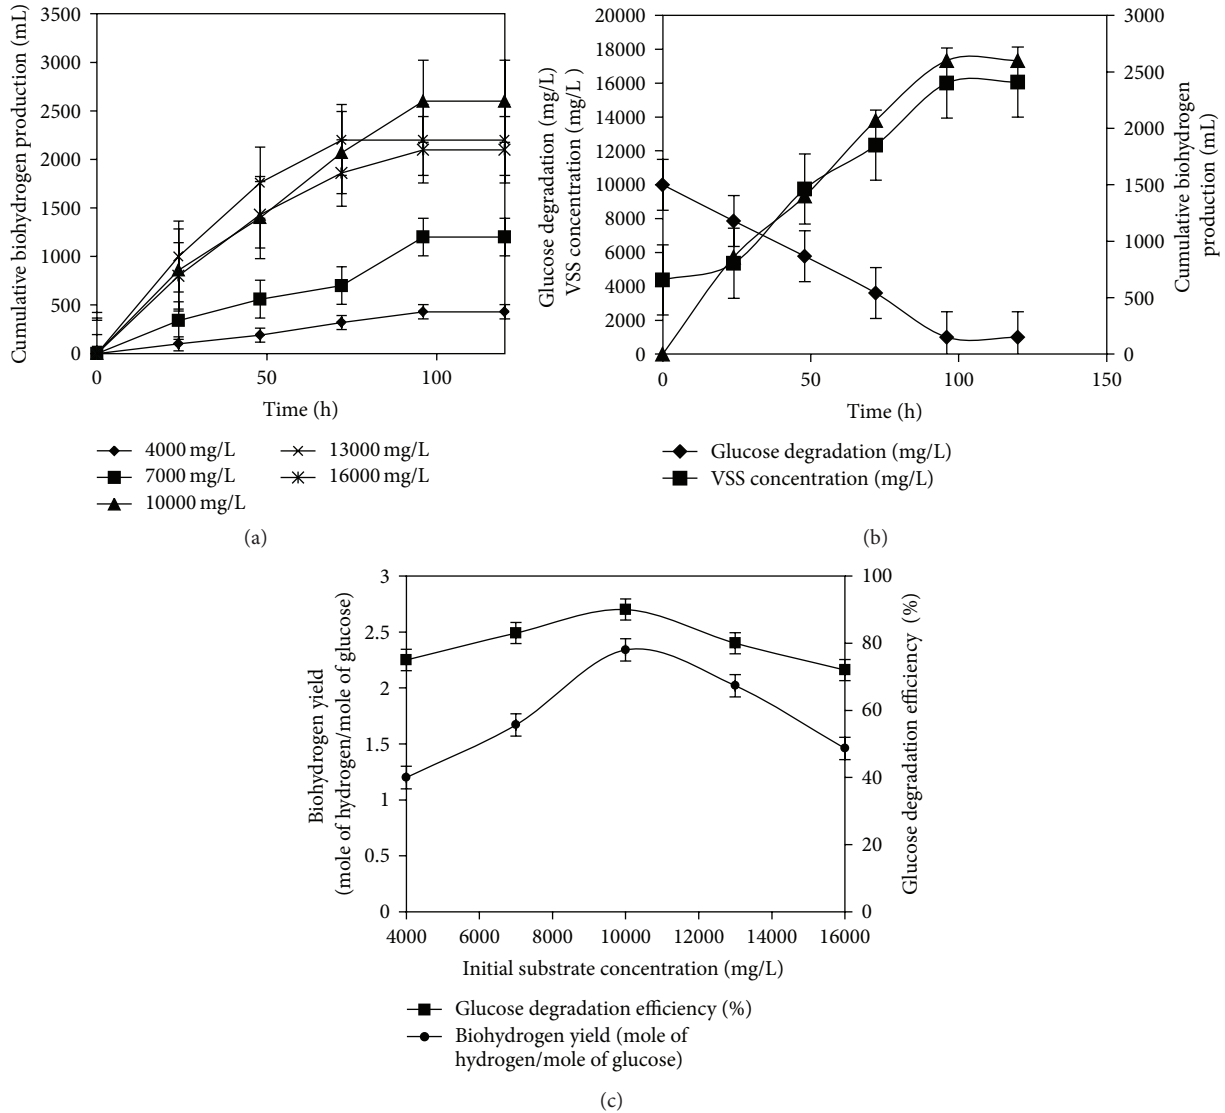 Cumulative biohydrogen production (mL)
3500
3000
2500
2000
1500
1000
500
0
0
50
100
Time (h)
4000 mg/L
7000 mg/L
10000 mg/L
13000 mg/L
16000 mg/L
(a)
Glucose degradation (mg/L)
VSS concentration (mg/L )
20000
18000
16000
14000
12000
10000
8000
6000
4000
2000
0
0
50
100
150
Time (h)
3000
2500
2000
1500
1000
500
0
Cumulative biohydrogen
production (mL)
Glucose degradation (mg/L)
VSS concentration (mg/L)
(b)
Biohydrogen yield
(mole of hydrogen/mole of glucose)
3
2.5
2
1.5
1
0.5
0
4000
6000
8000
10000
12000
14000
16000
Initial substrate concentration (mg/L)
100
80
60
40
20
0
Glucose degradation efficiency (%)
Glucose degradation efficiency (%)
Biohydrogen yield (mole of
hydrogen/mole of glucose)
(c)